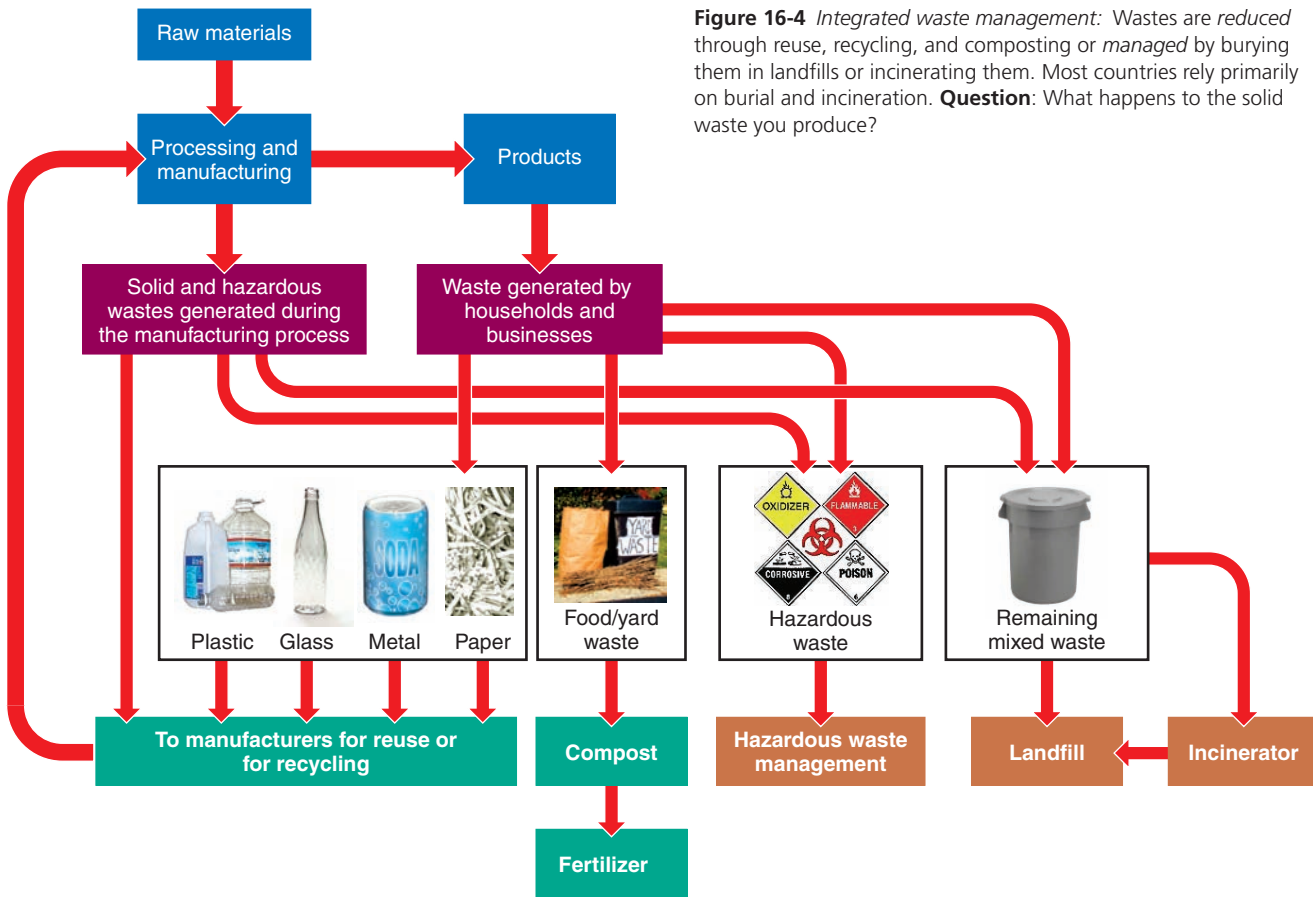 Figure 16-4 Integrated waste management: Wastes are reduced
through reuse, recycling, and composting or managed by burying
them in landfills or incinerating them. Most countries rely primarily
on burial and incineration. Question: What happens to the solid
waste you produce?
Raw materials
Processing and
manufacturing
Products
Solid and hazardous
wastes generated during
the manufacturing process
Waste generated by
households and
businesses
SODA
YARD
WASTE
OXIDIZER
FLAMMABLE
3
CORROSIVE
8
POISON
6
Plastic
Glass
Metal
Paper
Food/yard
waste
Hazardous
waste
Remaining
mixed waste
To manufacturers for reuse or
for recycling
Compost
Hazardous waste
management
Landfill
Incinerator
Fertilizer